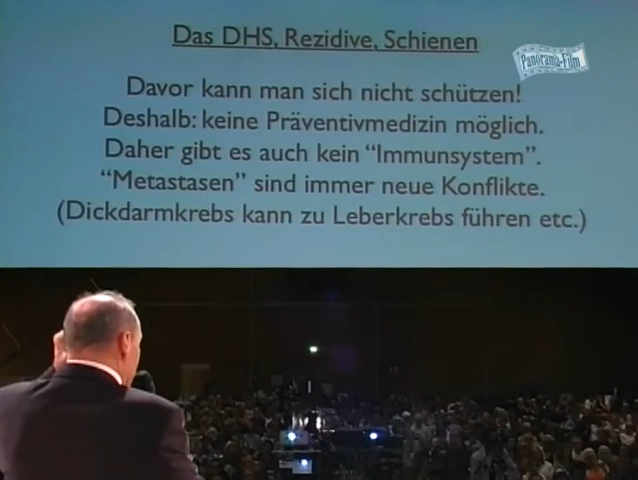 Das DHS, Rezidive, Schienen
Panorama-Film
Davor kann man sich nicht schützen!
Deshalb: keine Präventivmedizin möglich.
Daher gibt es auch kein “Immunsystem”.
“Metastasen” sind immer neue Konflikte.
(Dickdarmkrebs kann zu Leberkrebs führen etc.)